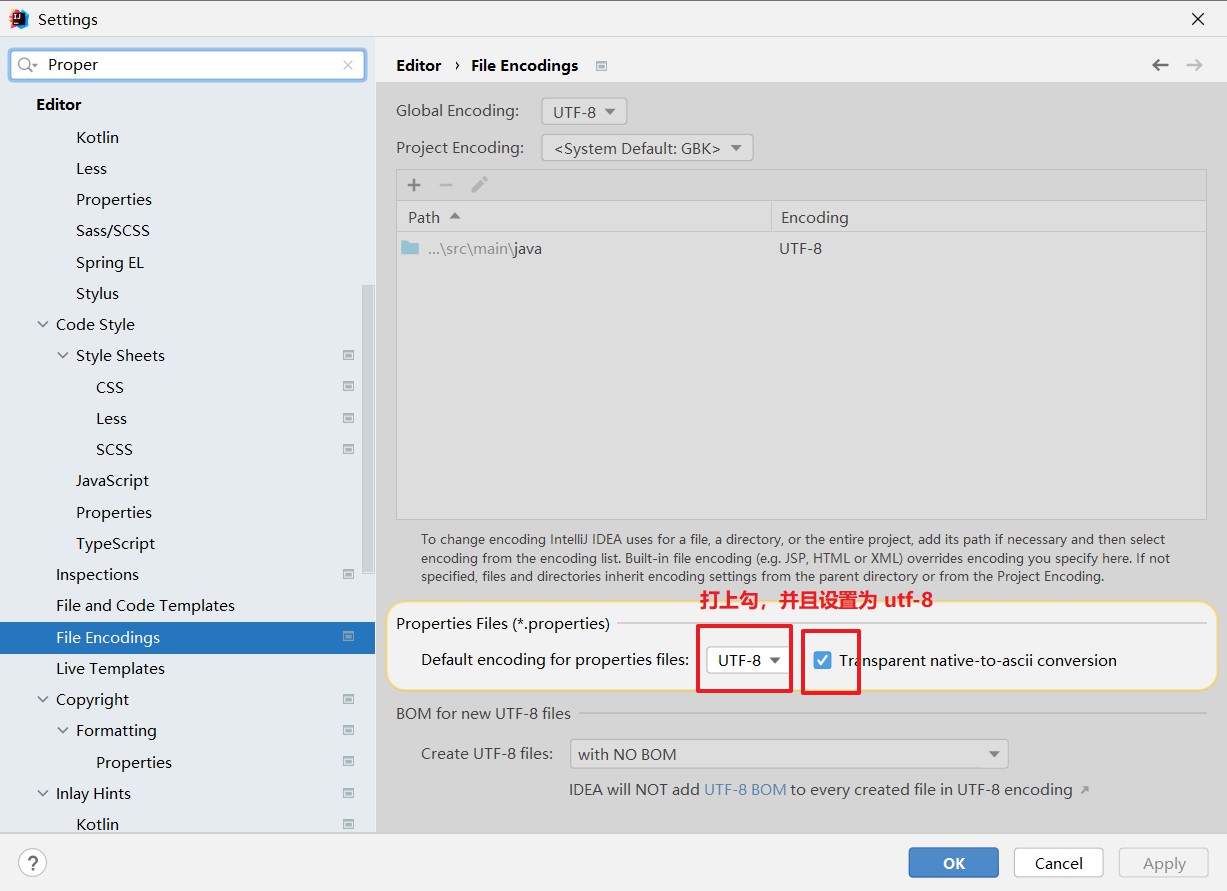 Settings
Proper
Editor
Kotlin
Less
Properties
Sass/SCSS
Spring EL
Stylus
Code Style
Style Sheets
CSS
Less
SCSS
JavaScript
Properties
TypeScript
Inspections
File and Code Templates
File Encodings
Live Templates
Copyright
Formatting
Properties
Inlay Hints
Kotlin
Editor › File Encodings
Global Encoding: UTF-8
Project Encoding: <System Default: GBK>
Path Encoding
...\src\main\java UTF-8
To change encoding IntelliJ IDEA uses for a file, a directory, or the entire project, add its path if necessary and then select
encoding from the encoding list. Built-in file encoding (e.g. JSP, HTML or XML) overrides encoding you specify here. If not
specified, files and directories inherit encoding settings from the parent directory or from the Project Encoding.
打上勾，并且设置为 utf-8
Properties Files (*.properties)
Default encoding for properties files: UTF-8 Transparent native-to-ascii conversion
BOM for new UTF-8 files
Create UTF-8 files: with NO BOM
IDEA will NOT add UTF-8 BOM to every created file in UTF-8 encoding ↗
? OK Cancel Apply